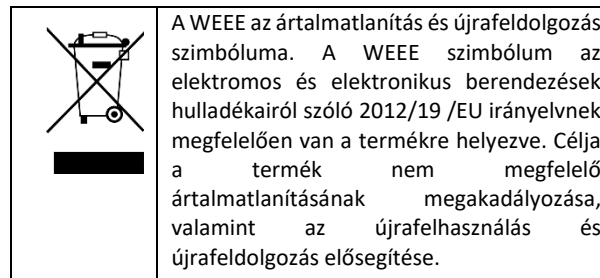 A WEEE az ártalmatlanítás és újrafeldolgozás
szimbóluma. A WEEE szimbólum az
elektromos és elektronikus berendezések
hulladékairól szóló 2012/19 /EU irányelvnek
megfelelően van a termékre helyezve. Célja
a termék nem megfelelő
ártalmatlanításának megakadályozása,
valamint az újrafelhasználás és
újrafeldolgozás elősegítése.